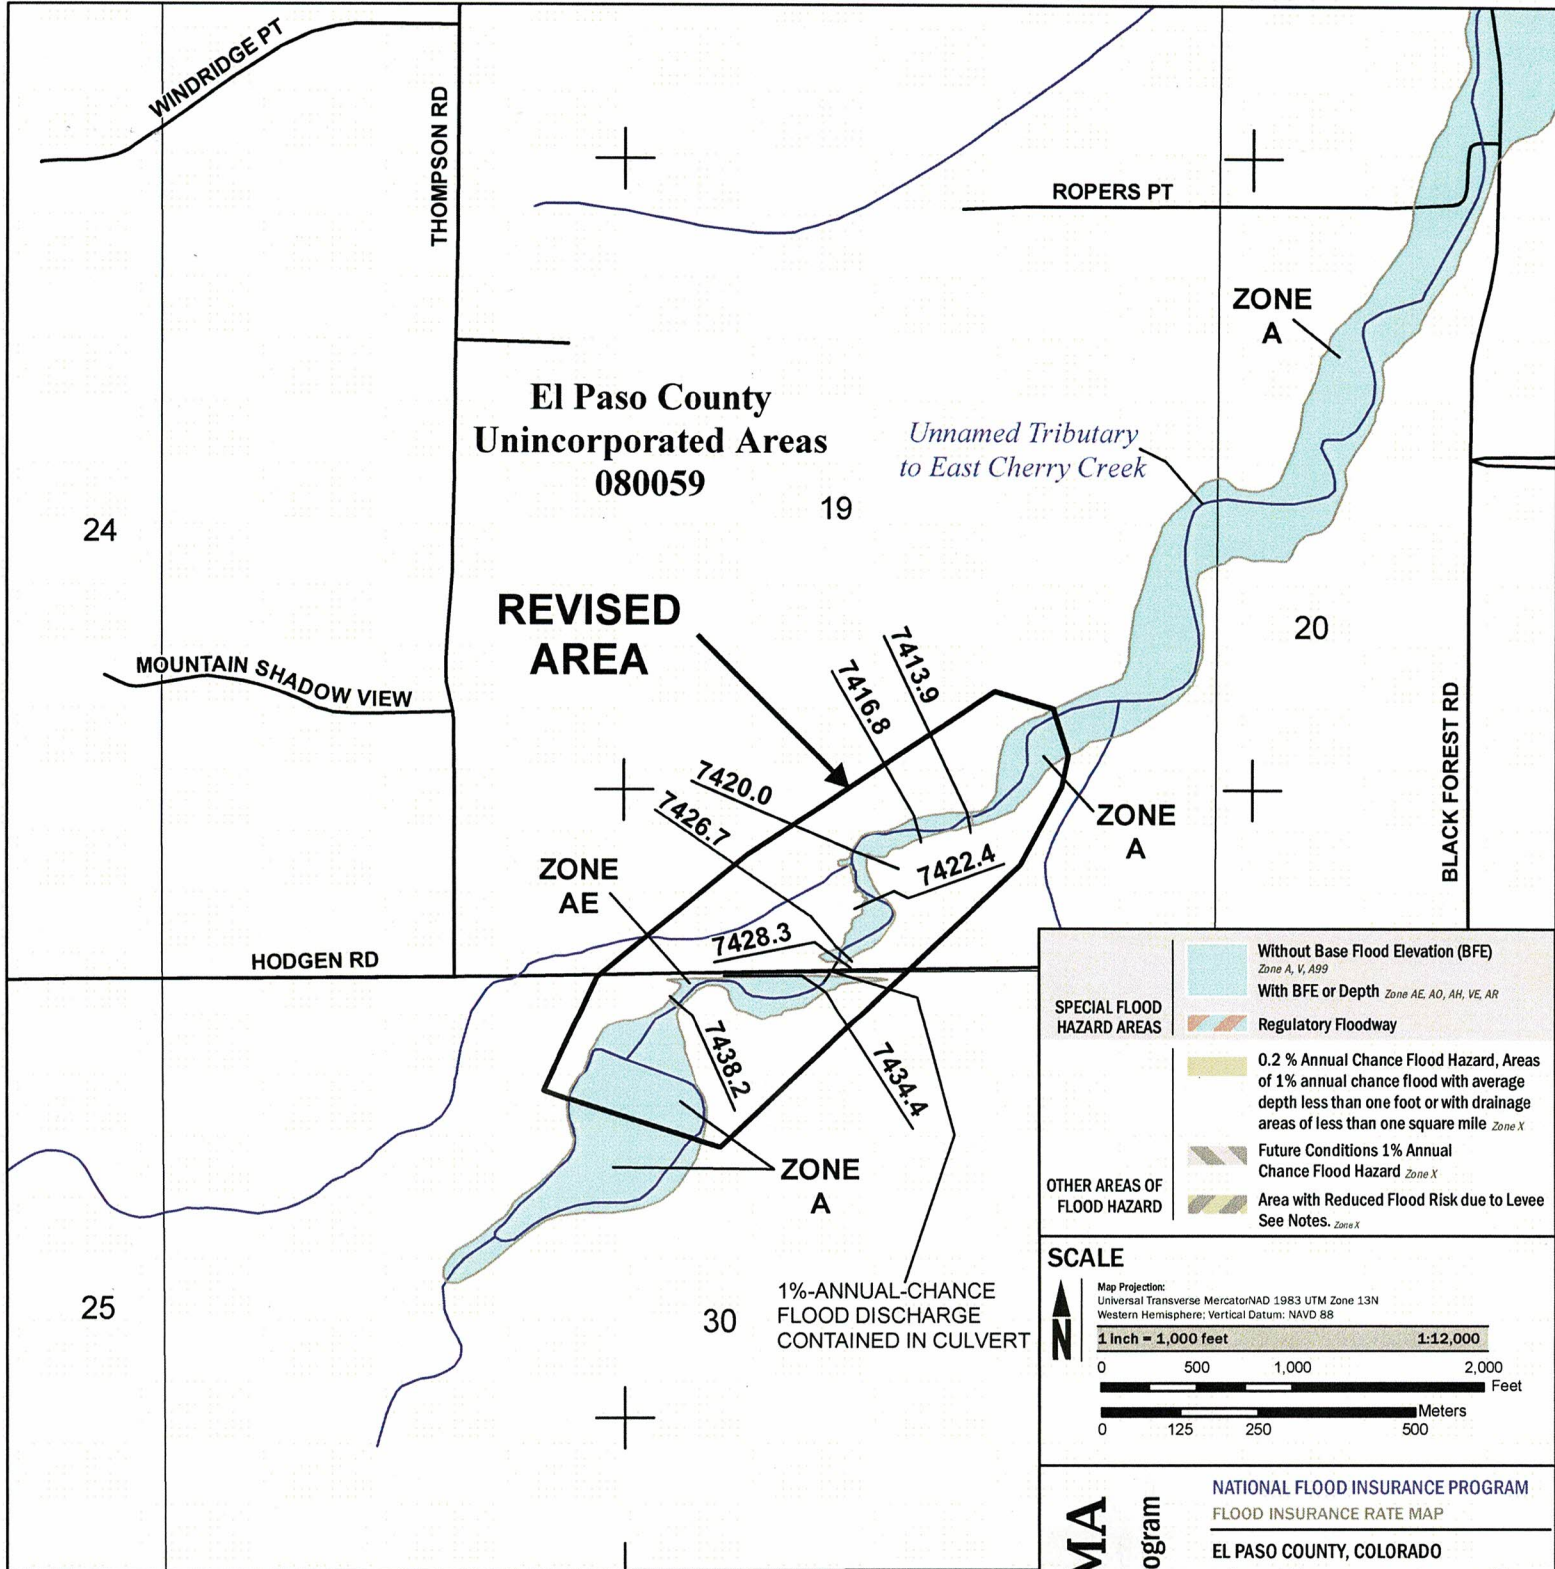 WINDRIDGE PT
THOMPSON RD
ROPERS PT
ZONE
A
El Paso County
Unincorporated Areas
080059
Unnamed Tributary
to East Cherry Creek
19
24
REVISED
AREA
20
7413.9
7416.8
MOUNTAIN SHADOW VIEW
BLACK FOREST RD
7420.0
7426.7
ZONE
A
ZONE
AE
7422.4
7428.3
HODGEN RD
7438.2
7434.4
ZONE
A
25
30
1%-ANNUAL-CHANCE
FLOOD DISCHARGE
CONTAINED IN CULVERT
SPECIAL FLOOD
HAZARD AREAS
Without Base Flood Elevation (BFE)
Zone A, V, A99
With BFE or Depth Zone AE, AO, AH, VE, AR
Regulatory Floodway
OTHER AREAS OF
FLOOD HAZARD
0.2 % Annual Chance Flood Hazard, Areas
of 1% annual chance flood with average
depth less than one foot or with drainage
areas of less than one square mile Zone X
Future Conditions 1% Annual
Chance Flood Hazard Zone X
Area with Reduced Flood Risk due to Levee
See Notes. Zone X
SCALE
Map Projection:
Universal Transverse MercatorNAD 1983 UTM Zone 13N
Western Hemisphere; Vertical Datum: NAVD 88
N
1 Inch = 1,000 feet 1:12,000
0 500 1,000 2,000
Feet
Meters
0 125 250 500
MA
ogram
NATIONAL FLOOD INSURANCE PROGRAM
FLOOD INSURANCE RATE MAP
EL PASO COUNTY, COLORADO